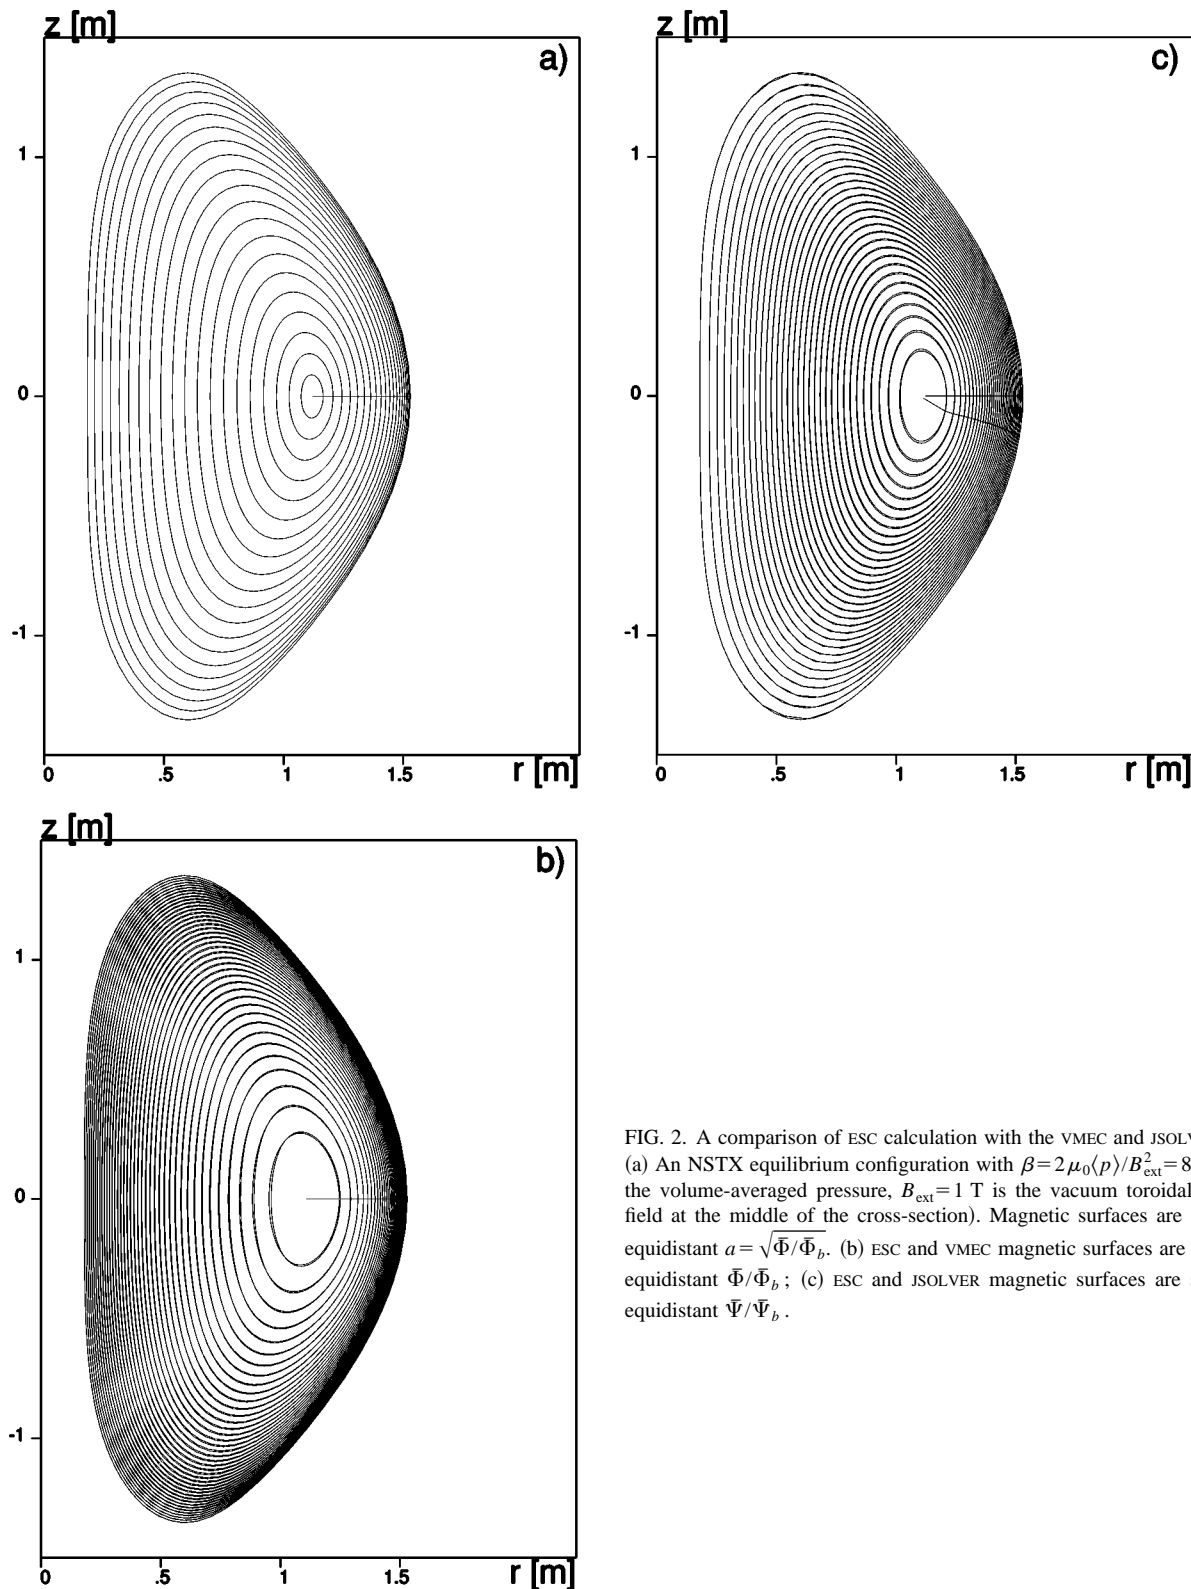 z [m]
a)
1
0
-1
0 .5 1 1.5 r [m]
z [m]
c)
1
0
-1
0 .5 1 1.5 r [m]
z [m]
b)
1
0
-1
0 .5 1 1.5 r [m]
FIG. 2. A comparison of ESC calculation with the VMEC and
(a) An NSTX equilibrium configuration with β=2μ₀⟨p⟩/B²ext=8
the volume-averaged pressure, Bext=1 T is the vacuum toroidal
field at the middle of the cross-section). Magnetic surfaces are
equidistant a=√Φ̄/Φ̄b. (b) ESC and VMEC magnetic surfaces are
equidistant Φ̄/Φ̄b; (c) ESC and JSOLVER magnetic surfaces are
equidistant Ψ̄/Ψ̄b.